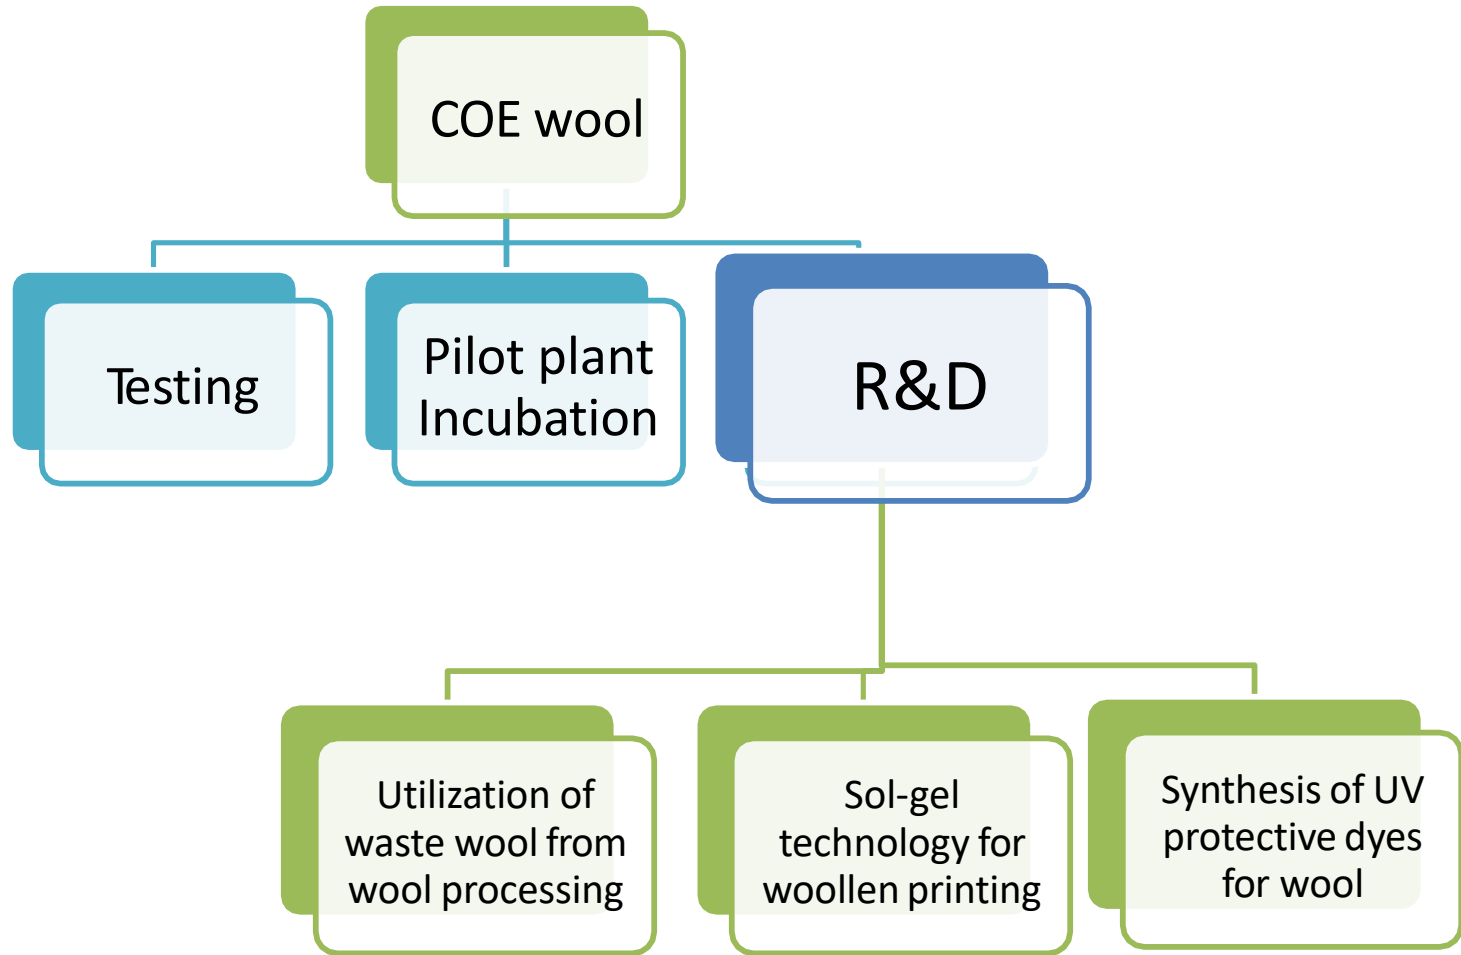 COE wool
Testing
Pilot plant
Incubation
R&D
Utilization of
waste wool from
wool processing
Sol-gel
technology for
woollen printing
Synthesis of UV
protective dyes
for wool